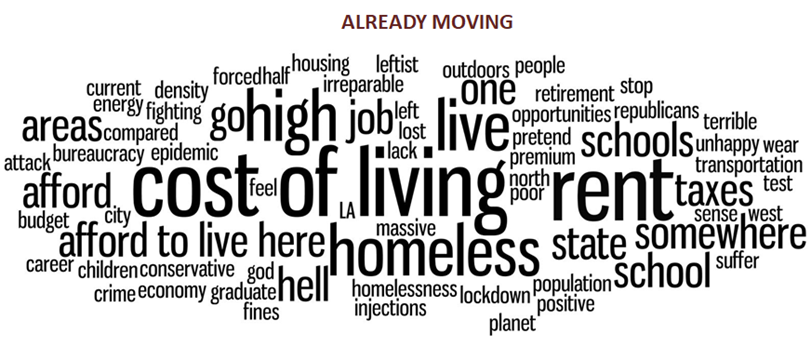 ALREADY MOVING
housing
leftist
forced
half
outdoors
people
irreparable
current
density
one
retirement
stop
energy
fighting
go
high
job
left
live
opportunities
republicans
areas
compared
lost
pretend
schools
terrible
unhappy
wear
attack
bureaucracy
epidemic
lack
premium
transportation
afford
cost of living
feel
north
poor
rent
taxes
test
budget
city
LA
sense
west
afford to live here
massive
homeless
state
somewhere
career
children
conservative
god
hell
school
suffer
crime
economy
graduate
homelessness
lockdown
population
fines
injections
positive
planet